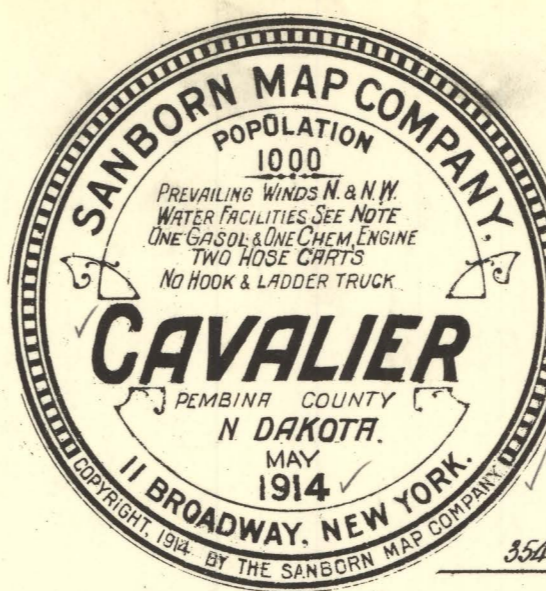 SANBORN MAP COMPANY,
POPULATION
1000
PREVAILING WINDS N. & N.W.
WATER FACILITIES SEE NOTE
ONE GASOL. & ONE CHEM, ENGINE
TWO HOSE CARTS
NO HOOK & LADDER TRUCK
CAVALIER
PEMBINA COUNTY
N DAKOTA.
MAY
1914
11 BROADWAY, NEW YORK.
COPYRIGHT, 1914 BY THE SANBORN MAP COMPANY
354